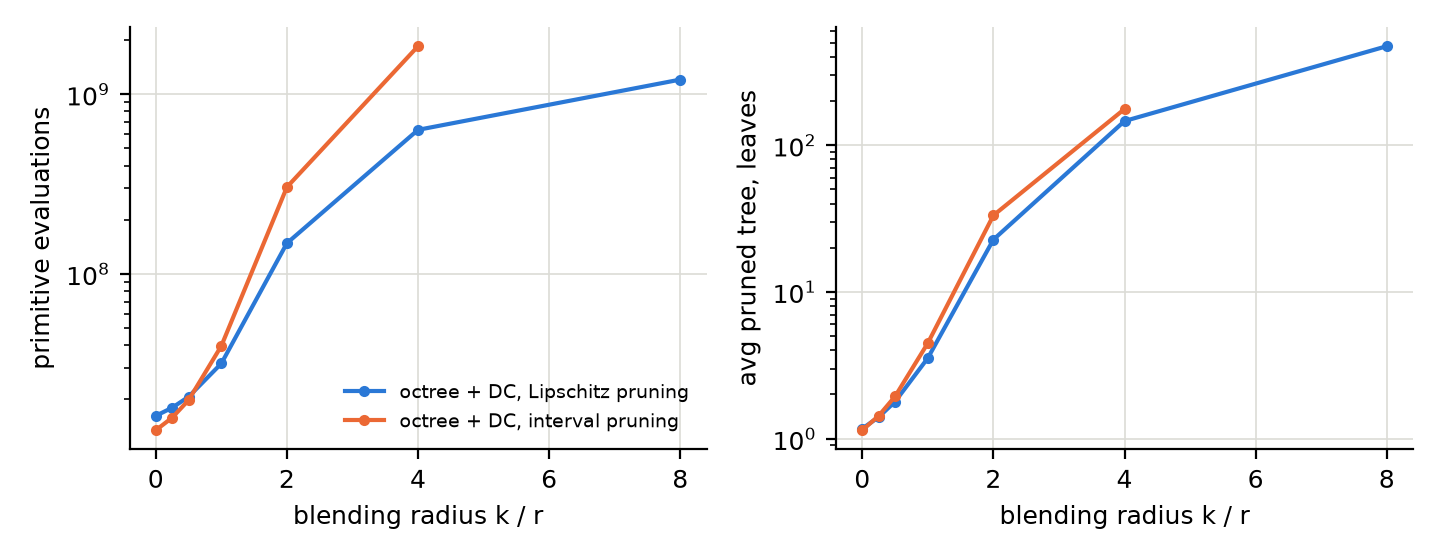 primitive evaluations
10⁹
10⁸
octree + DC, Lipschitz pruning
octree + DC, interval pruning
0 2 4 6 8
blending radius k / r
avg pruned tree, leaves
10²
10¹
10⁰
0 2 4 6 8
blending radius k / r